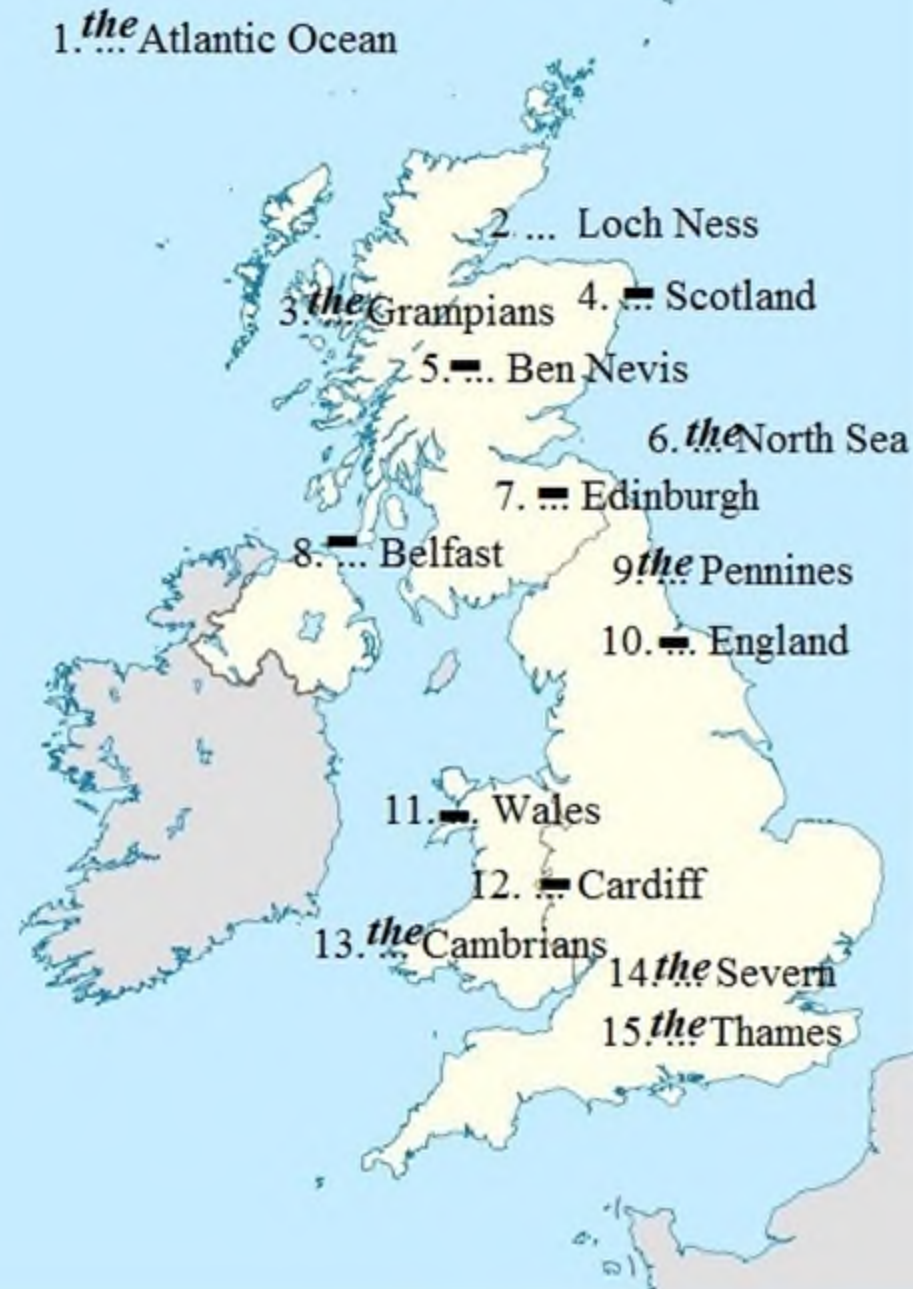 1. the ... Atlantic Ocean
2. ... Loch Ness
3. the ... Grampians
4. – ... Scotland
5. – ... Ben Nevis
6. the ... North Sea
7. – ... Edinburgh
8. – ... Belfast
9. the ... Pennines
10. – ... England
11. – ... Wales
12. – ... Cardiff
13. the ... Cambrians
14. the ... Severn
15. the ... Thames